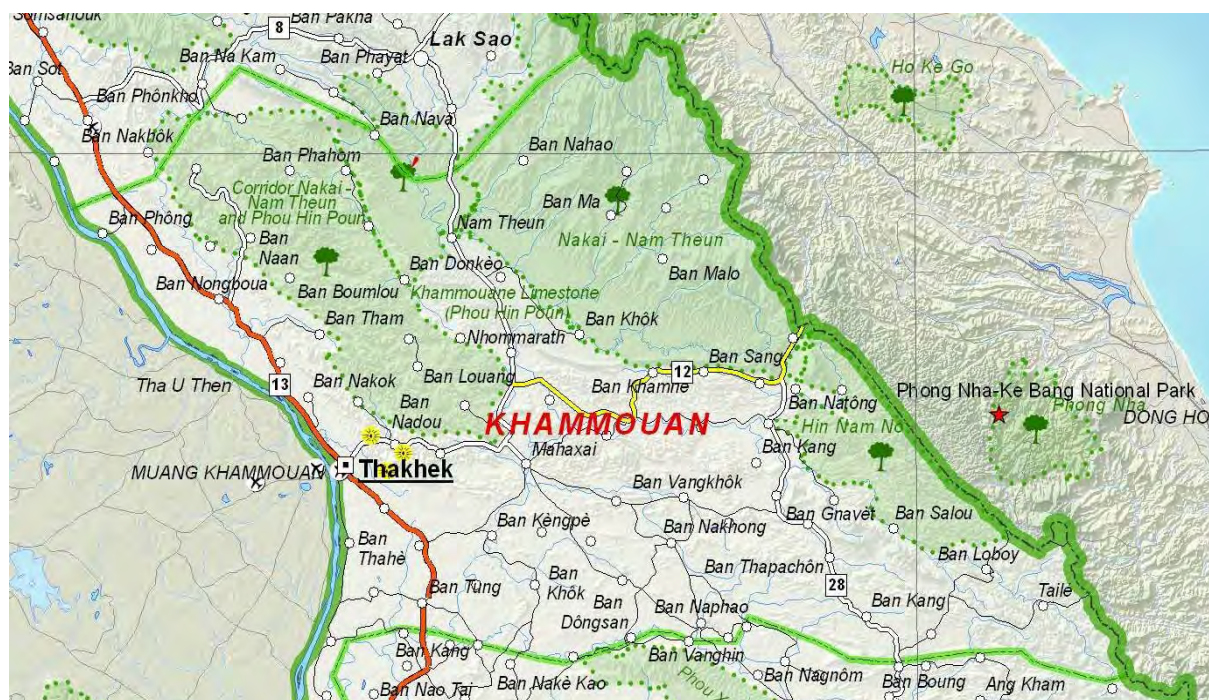 Ban Pakha
Somsanouk
8
Lak Sao
Ban Na Kam
Ban Phayat
Ban Sot
Ho Ke Go
Ban Phônkho
Ban Nava
Ban Nakhôk
Ban Nahao
Ban Phahom
Corridor Nakai -
Nam Theun
and Phou Hin Poun
Ban Ma
Ban Phông
Nam Theun
Nakai - Nam Theun
Ban
Naan
Ban Donkèo
Ban Malo
Ban Nongboua
Ban Boumlou
Khammouane Limestone
(Phou Hin Poun)
Ban Tham
Ban Khôk
Nhommarath
Ban Sang
12
Tha U Then
13
Ban Nakok
Ban Louang
Ban Khamhe
Phong Nha-Ke Bang National Park
Ban Natông
Phong Nha
DONG HO
Ban
Nadou
KHAMMOUAN
Hin Nam No
Ban Kang
Mahaxai
MUANG KHAMMOUAN
Thakhek
Ban Vangkhôk
Ban Gnavèt
Ban Salou
Ban Kèngpè
Ban Nakhong
Ban
Thahè
Ban Loboy
Ban Thapachôn
Ban Tùng
Ban
Khôk
28
Taile
Ban
Dôngsan
Ban Naphao
Ban Kang
Ban Kang
Ban Vanghin
Ban Nagnôm
Ban Boung
Ang Kham
Ban Nao Tai
Ban Nakè Kao
Phou X